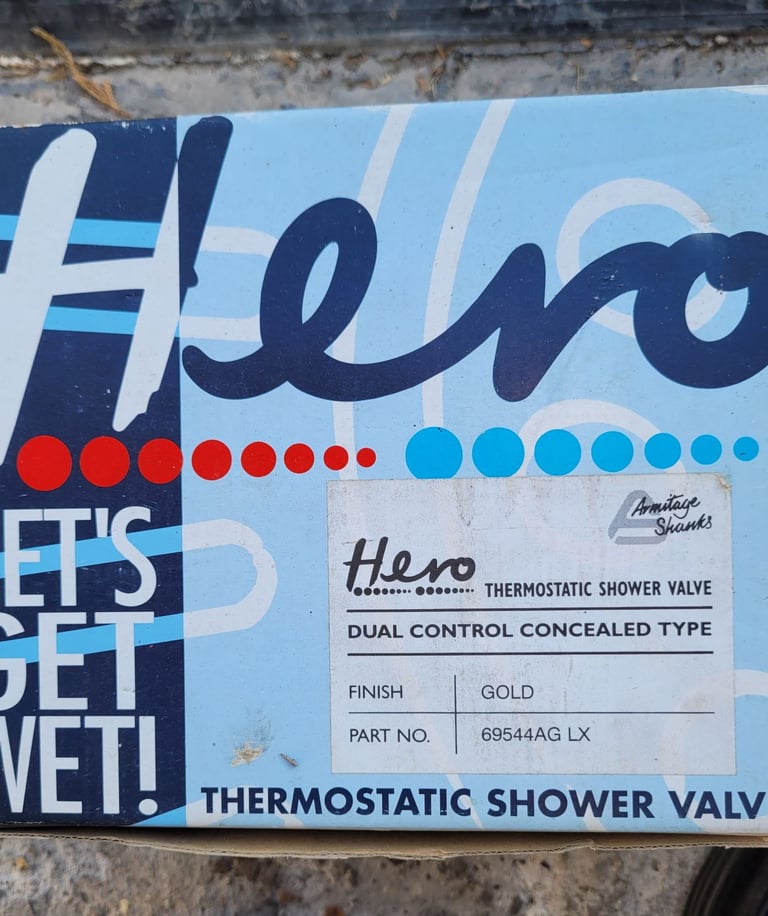 Hero
ET'S
GET
WET!
Armitage
Shanks
Hero THERMOSTATIC SHOWER VALVE
DUAL CONTROL CONCEALED TYPE
FINISH GOLD
PART NO. 69544AG LX
THERMOSTATIC SHOWER VALV